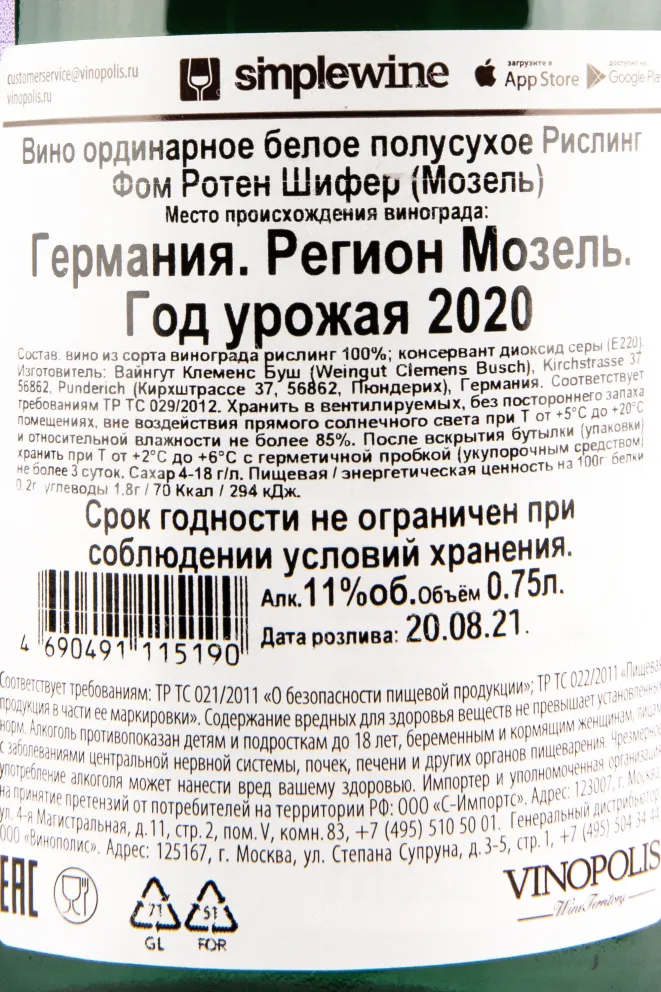 customerservice@vinopolis.ru
vinopolis.ru
simplewine
загрузите в
App Store
доступно на
Google Pla
Вино ординарное белое полусухое Рислинг
Фом Ротен Шифер (Мозель)
Место происхождения винограда:
Германия. Регион Мозель.
Год урожая 2020
Состав: вино из сорта винограда рислинг 100%; консервант диоксид серы (E220).
Изготовитель: Вайнгут Клеменс Буш (Weingut Clemens Busch), Kirchstrasse 37
56862, Punderich (Кирхштрассе 37, 56862, Пюндерих), Германия. Соответствует
требованиям ТР ТС 029/2012. Хранить в вентилируемых, без постороннего запаха
помещениях, вне воздействия прямого солнечного света при Т от +5°С до +20°С
и относительной влажности не более 85%. После вскрытия бутылки (упаковки)
хранить при Т от +2°С до +6°С с герметичной пробкой (укупорочным средством)
не более 3 суток. Сахар 4-18 г/л. Пищевая / энергетическая ценность на 100г: белки
0.2г, углеводы 1.8г / 70 Ккал / 294 кДж.
Срок годности не ограничен при
соблюдении условий хранения.
Алк. 11%об. Объём 0.75л.
Дата розлива: 20.08.21.
4 690491 115190
Соответствует требованиям: ТР ТС 021/2011 «О безопасности пищевой продукции»; ТР ТС 022/2011 «Пищевая
продукция в части ее маркировки». Содержание вредных для здоровья веществ не превышает установленных
норм. Алкоголь противопоказан детям и подросткам до 18 лет, беременным и кормящим женщинам, лицам
с заболеваниями центральной нервной системы, почек, печени и других органов пищеварения. Чрезмерное
употребление алкоголя может нанести вред вашему здоровью. Импортер и уполномоченная организация
на принятие претензий от потребителей на территории РФ: ООО «С-Импортс». Адрес: 123007, г. Москва,
ул. 4-я Магистральная, д.11, стр. 2, пом. V, комн. 83, +7 (495) 510 50 01. Генеральный дистрибьютор
ООО «Винополис». Адрес: 125167, г. Москва, ул. Степана Супруна, д. 3-5, стр. 1, +7 (495) 504 34 44
EAC
71
GL
51
FOR
VINOPOLIS
Wine Territory